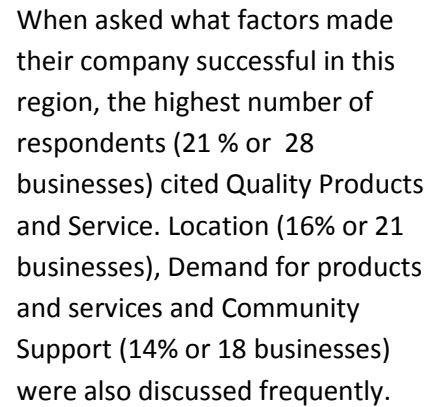 When asked what factors made
their company successful in this
region, the highest number of
respondents (21 % or  28
businesses) cited Quality Products
and Service. Location (16% or 21
businesses), Demand for products
and services and Community
Support (14% or 18 businesses)
were also discussed frequently.